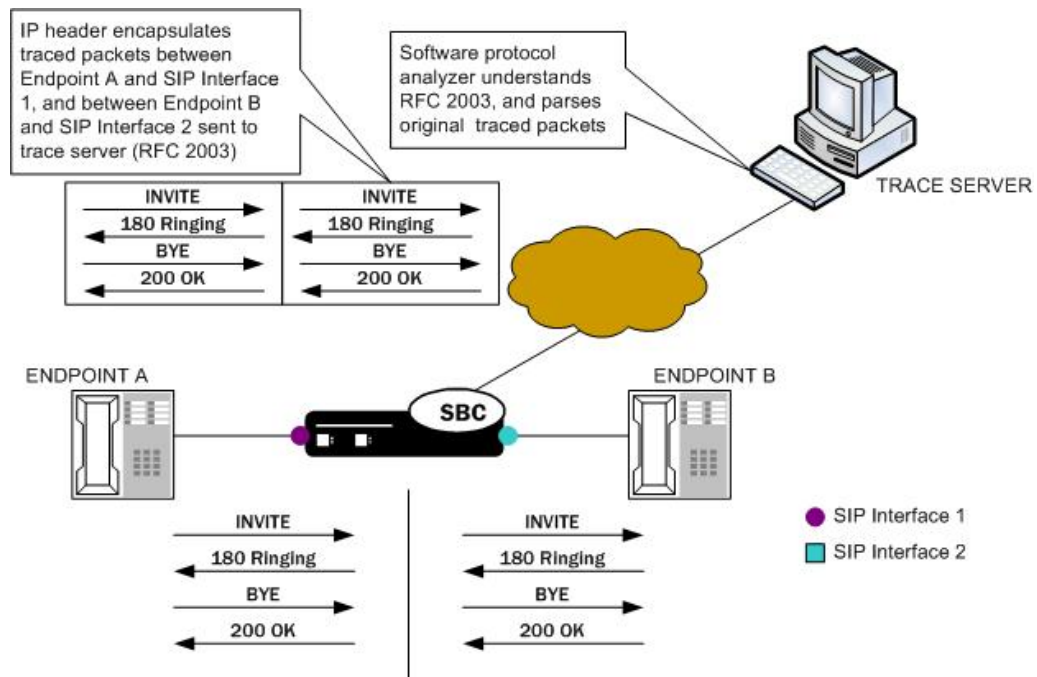 IP header encapsulates
traced packets between
Endpoint A and SIP Interface
1, and between Endpoint B
and SIP Interface 2 sent to
trace server (RFC 2003)
Software protocol
analyzer understands
RFC 2003, and parses
original traced packets
TRACE SERVER
INVITE
180 Ringing
BYE
200 OK
INVITE
180 Ringing
BYE
200 OK
ENDPOINT A
SBC
ENDPOINT B
INVITE
180 Ringing
BYE
200 OK
INVITE
180 Ringing
BYE
200 OK
SIP Interface 1
SIP Interface 2